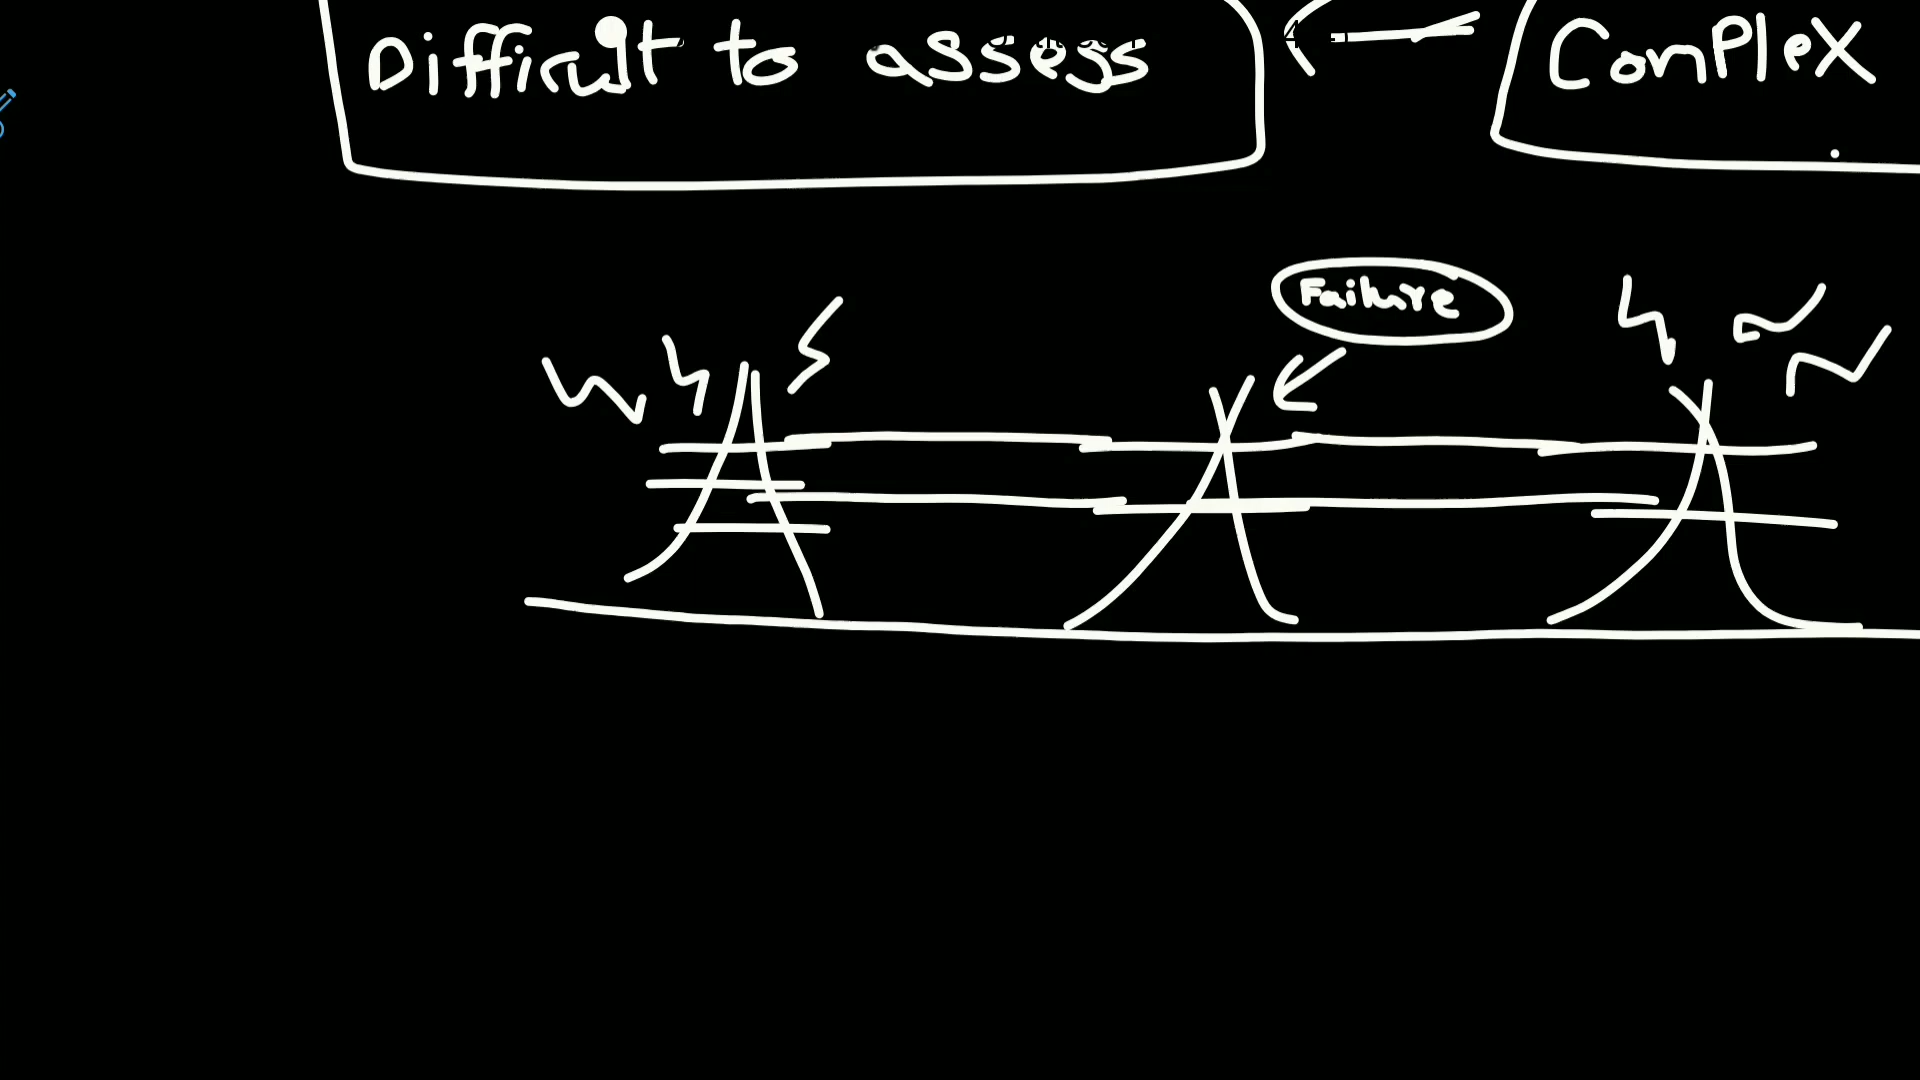 Difficult to assess
Complex
Failure